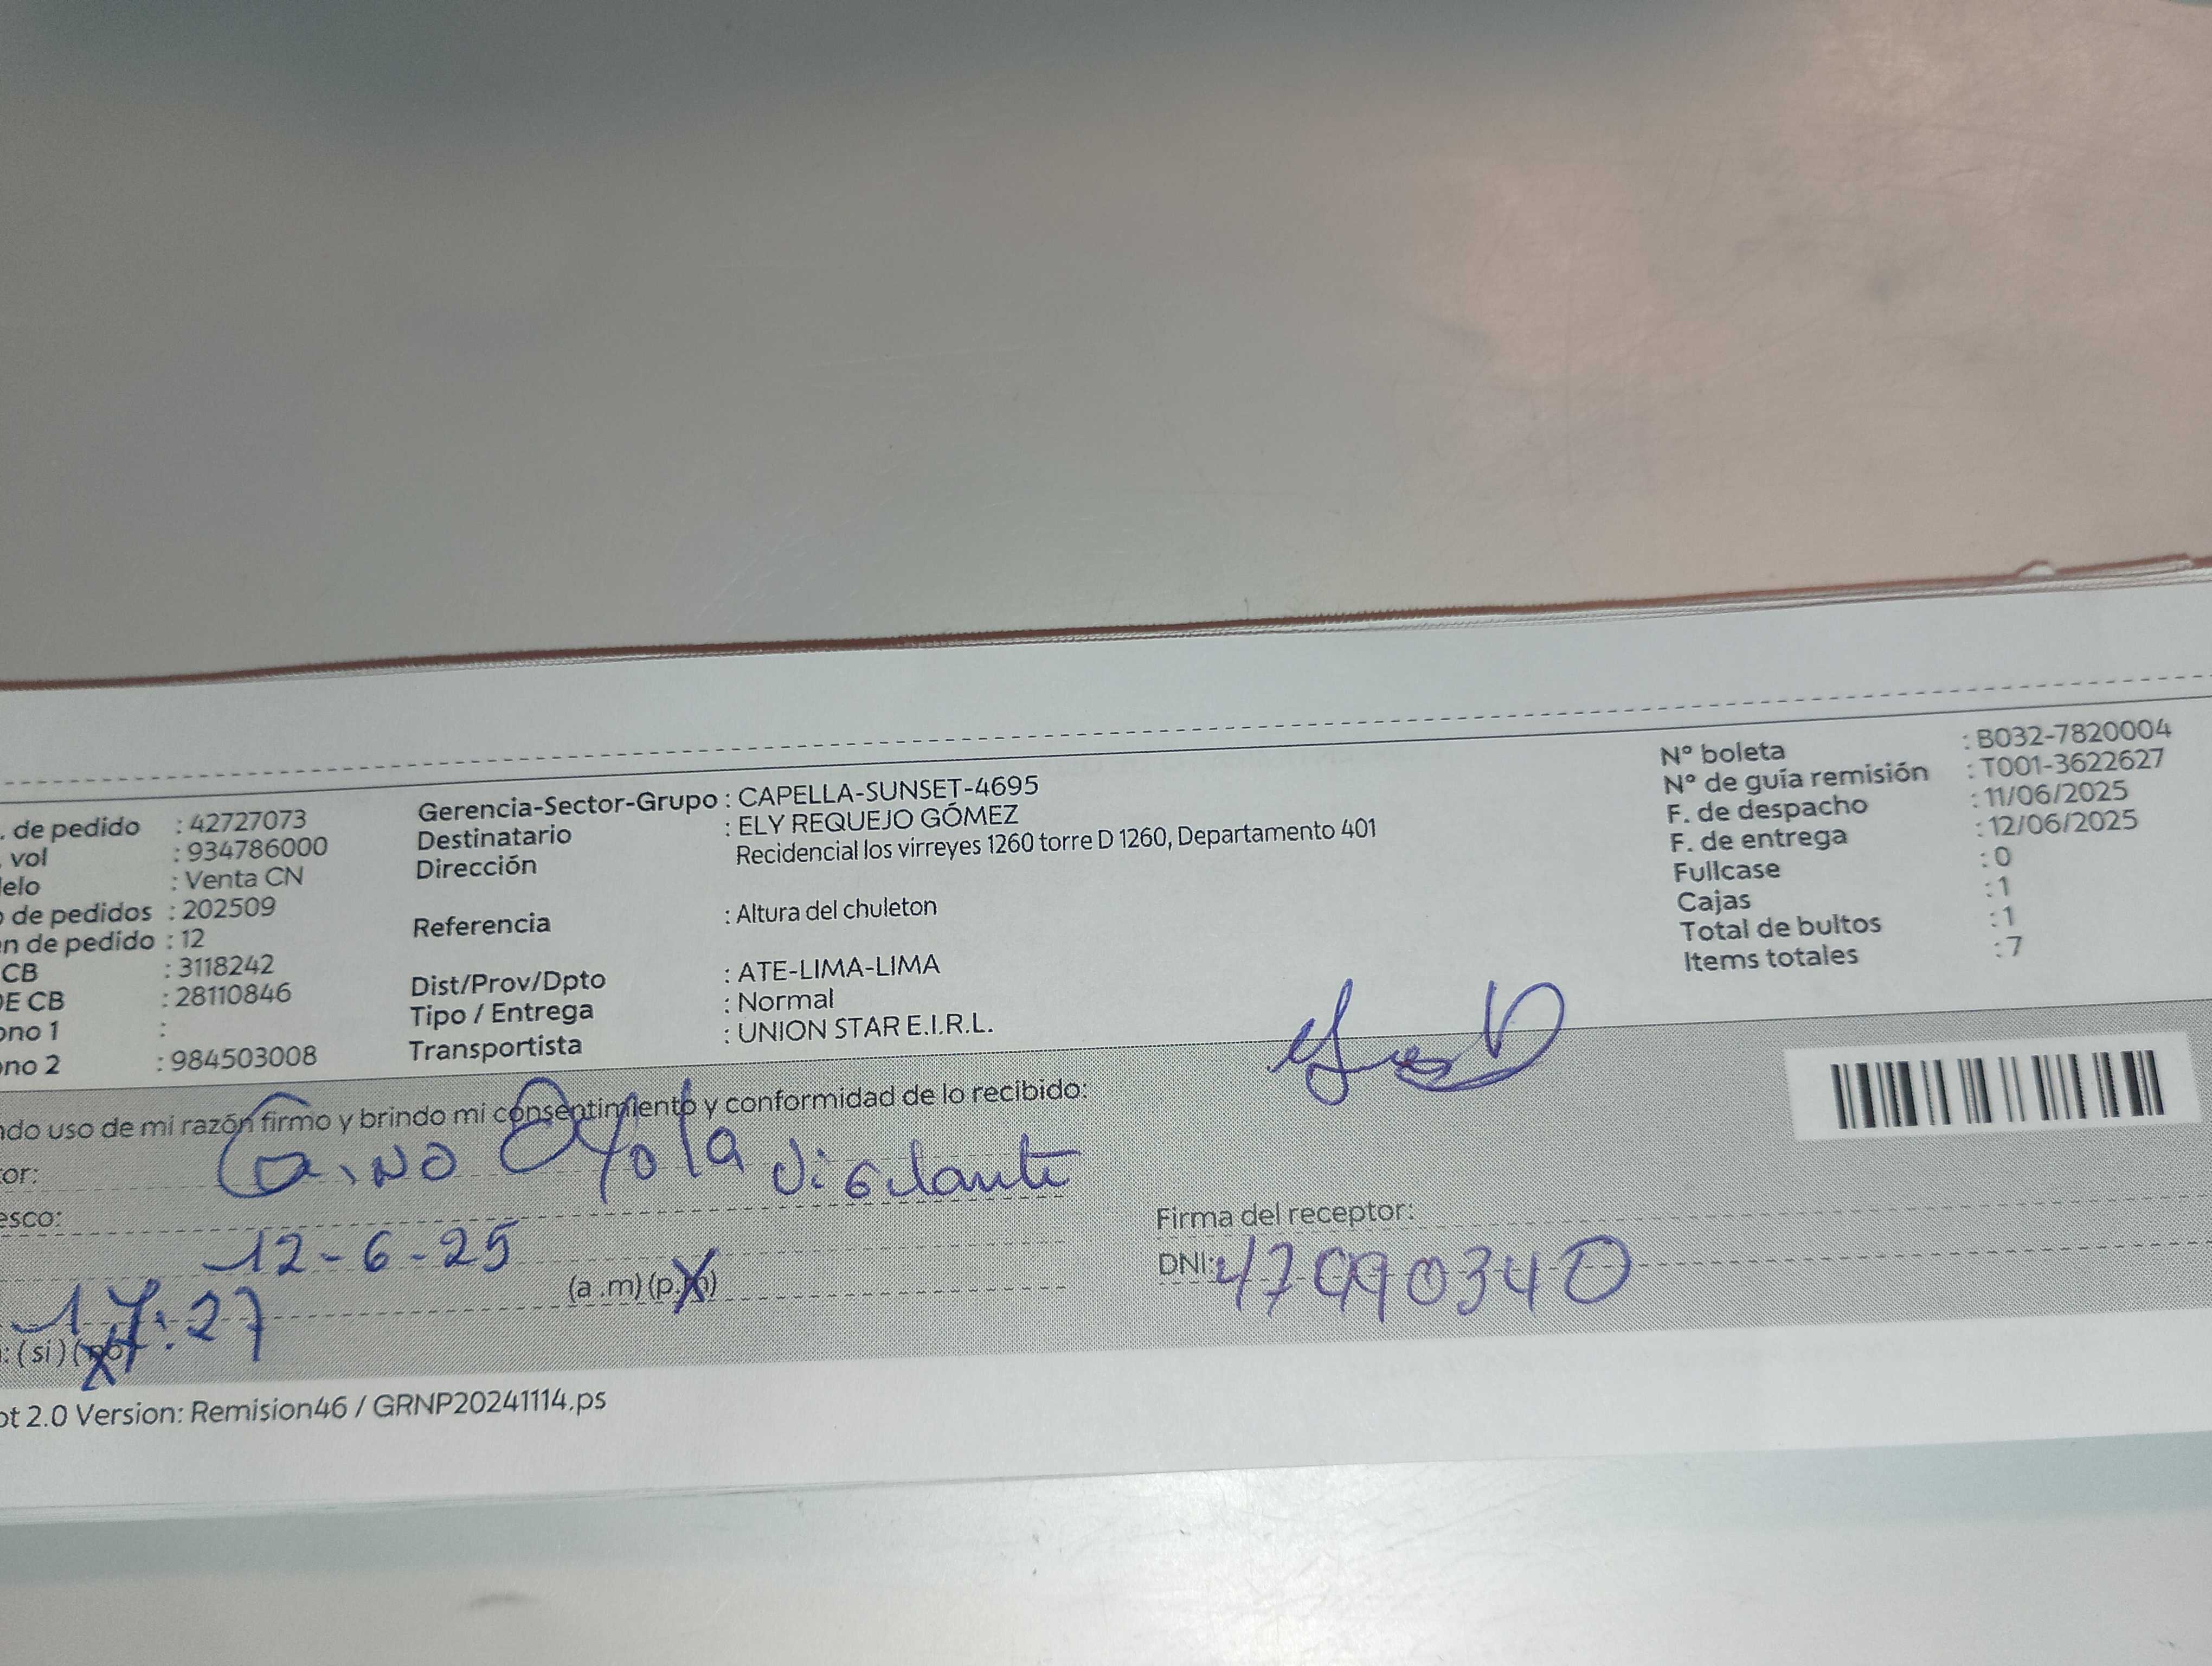 . de pedido : 42727073
vol : 934786000
elo : Venta CN
de pedidos : 202509
n de pedido : 12
CB : 3118242
E CB : 28110846
ono 1 :
ono 2 : 984503008
Gerencia-Sector-Grupo : CAPELLA-SUNSET-4695
Destinatario : ELY REQUEJO GÓMEZ
Dirección Recidencial los virreyes 1260 torre D 1260, Departamento 401
Referencia : Altura del chuleton
Dist/Prov/Dpto : ATE-LIMA-LIMA
Tipo / Entrega : Normal
Transportista : UNION STAR E.I.R.L.
N° boleta : B032-7820004
N° de guía remisión : T001-3622627
F. de despacho : 11/06/2025
F. de entrega : 12/06/2025
Fullcase : 0
Cajas : 1
Total de bultos : 1
Items totales : 7
ndo uso de mi razón firmo y brindo mi consentimiento y conformidad de lo recibido:
tor: Oyola Vigilante
esco:
12-6-25
17:27 (a .m) (p.m)
: (si) (no)
Firma del receptor:
DNI:
ot 2.0 Version: Remision46 / GRNP20241114.ps